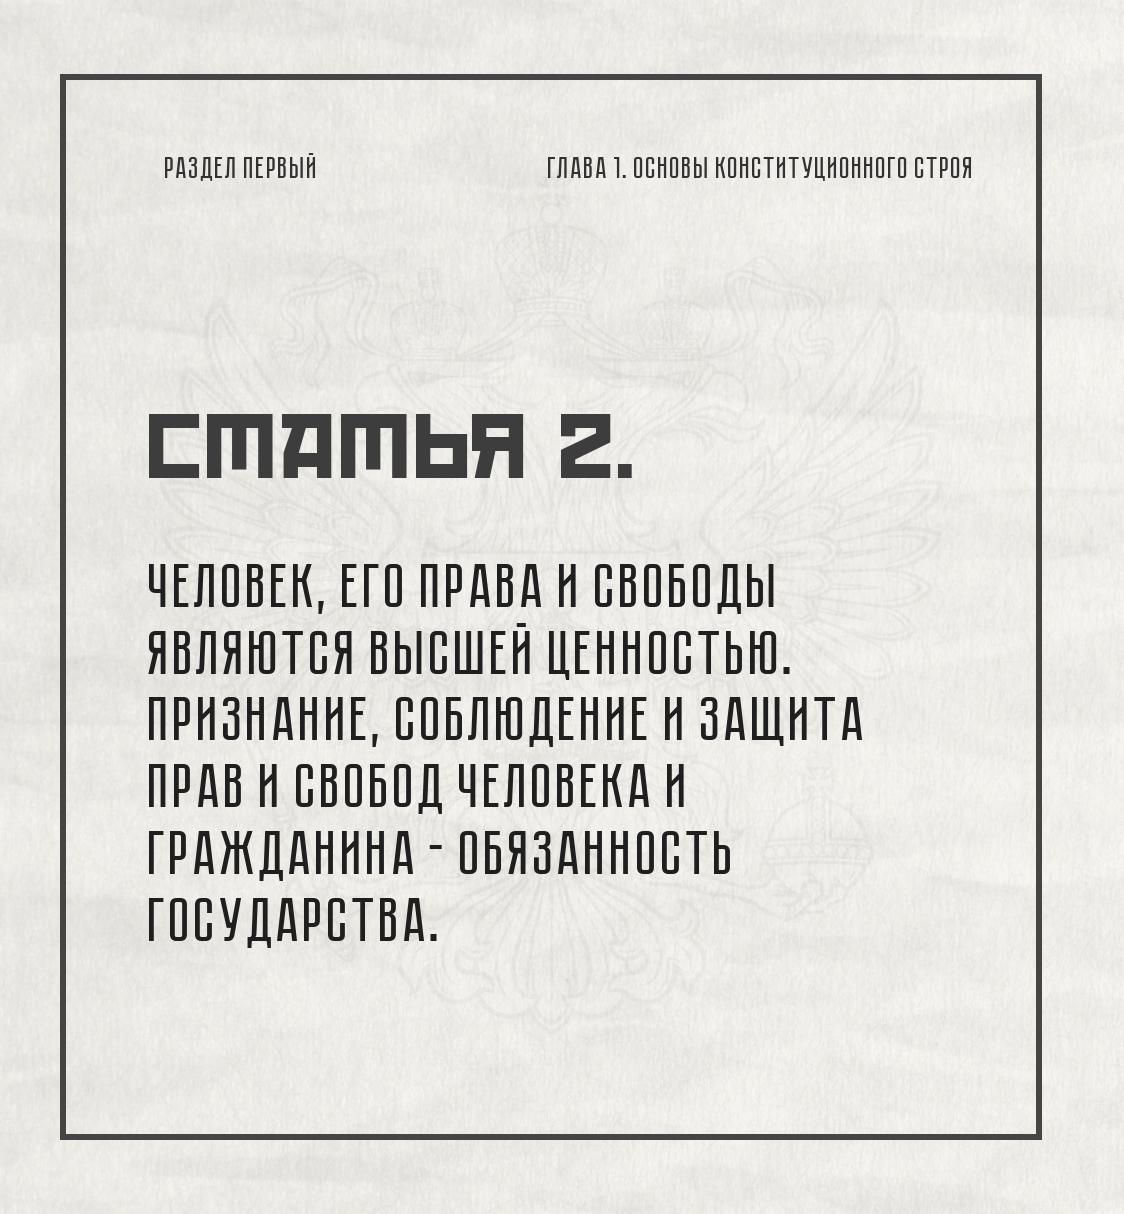 РАЗДЕЛ ПЕРВЫЙ
ГЛАВА 1. ОСНОВЫ КОНСТИТУЦИОННОГО СТРОЯ
СТАТЬЯ 2.
ЧЕЛОВЕК, ЕГО ПРАВА И СВОБОДЫ
ЯВЛЯЮТСЯ ВЫСШЕЙ ЦЕННОСТЬЮ.
ПРИЗНАНИЕ, СОБЛЮДЕНИЕ И ЗАЩИТА
ПРАВ И СВОБОД ЧЕЛОВЕКА И
ГРАЖДАНИНА - ОБЯЗАННОСТЬ
ГОСУДАРСТВА.